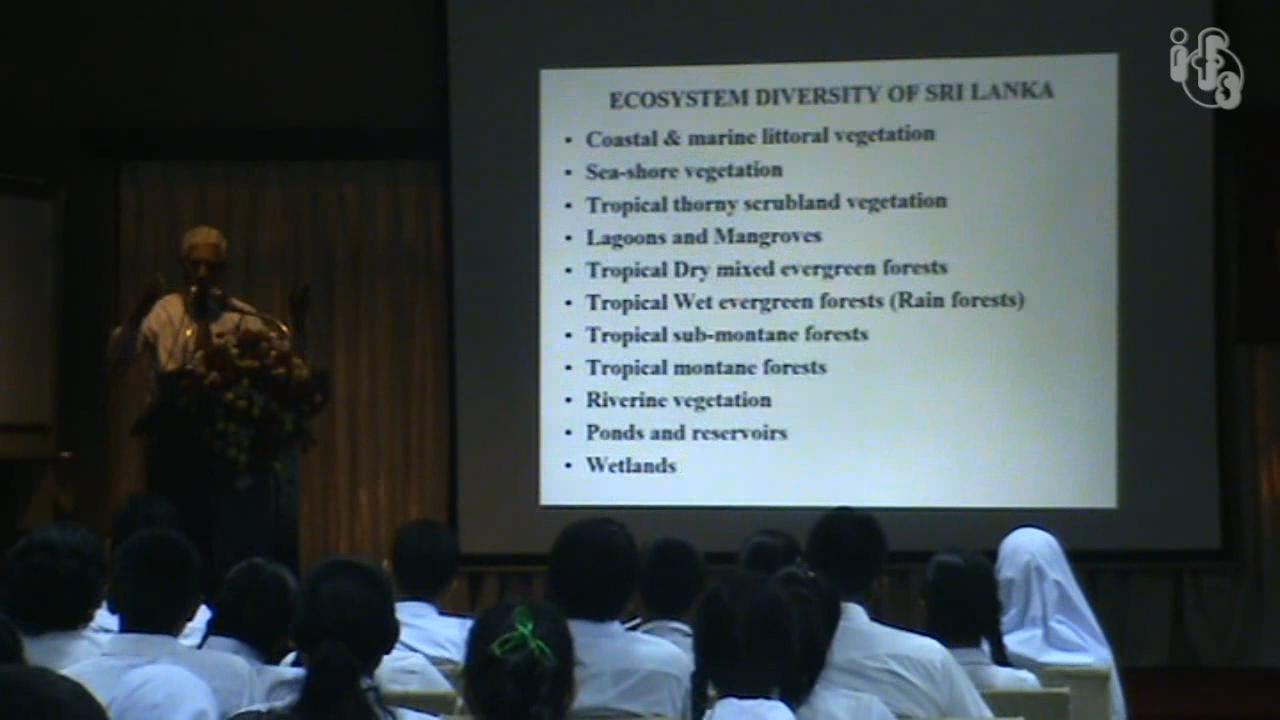 ECOSYSTEM DIVERSITY OF SRI LANKA
• Coastal & marine littoral vegetation
• Sea-shore vegetation
• Tropical thorny scrubland vegetation
• Lagoons and Mangroves
• Tropical Dry mixed evergreen forests
• Tropical Wet evergreen forests (Rain forests)
• Tropical sub-montane forests
• Tropical montane forests
• Riverine vegetation
• Ponds and reservoirs
• Wetlands